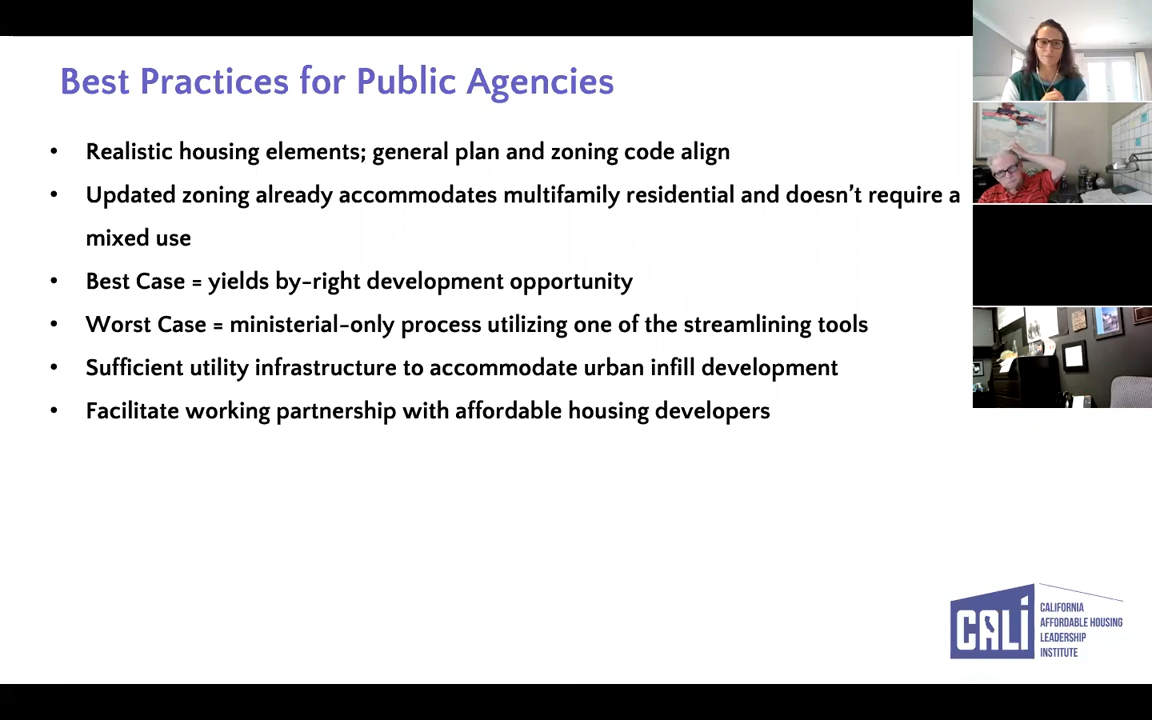 Best Practices for Public Agencies
• Realistic housing elements; general plan and zoning code align
• Updated zoning already accommodates multifamily residential and doesn’t require a
mixed use
• Best Case = yields by-right development opportunity
• Worst Case = ministerial-only process utilizing one of the streamlining tools
• Sufficient utility infrastructure to accommodate urban infill development
• Facilitate working partnership with affordable housing developers
CALi
CALIFORNIA
AFFORDABLE HOUSING
LEADERSHIP
INSTITUTE